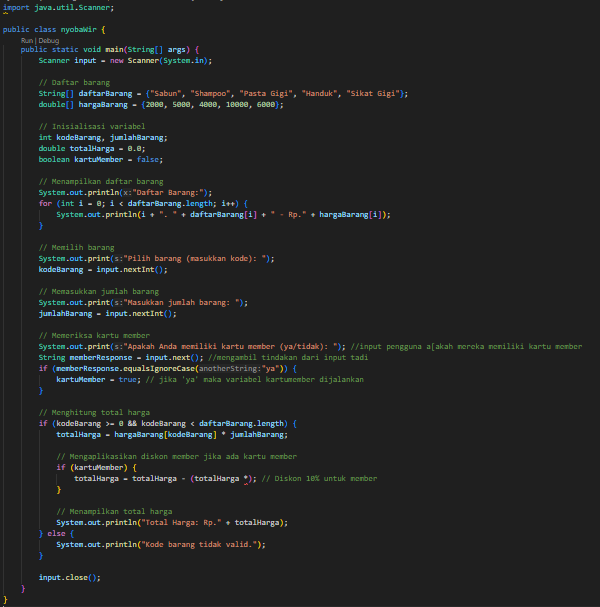 import java.util.Scanner;
public class nyobaWir {
Run | Debug
public static void main(String[] args) {
Scanner input = new Scanner(System.in);
// Daftar barang
String[] daftarBarang = {"Sabun", "Shampoo", "Pasta Gigi", "Handuk", "Sikat Gigi"};
double[] hargaBarang = {2000, 5000, 4000, 10000, 6000};
// Inisialisasi variabel
int kodeBarang, jumlahBarang;
double totalHarga = 0.0;
boolean kartuMember = false;
// Menampilkan daftar barang
System.out.println(x:"Daftar Barang:");
for (int i = 0; i < daftarBarang.length; i++) {
System.out.println(i + ". " + daftarBarang[i] + " - Rp." + hargaBarang[i]);
}
// Memilih barang
System.out.print(s:"Pilih barang (masukkan kode): ");
kodeBarang = input.nextInt();
// Memasukkan jumlah barang
System.out.print(s:"Masukkan jumlah barang: ");
jumlahBarang = input.nextInt();
// Memeriksa kartu member
System.out.print(s:"Apakah Anda memiliki kartu member (ya/tidak): "); //input pengguna a[akah mereka memiliki kartu member
String memberResponse = input.next(); //mengambil tindakan dari input tadi
if (memberResponse.equalsIgnoreCase(anotherString:"ya")) {
kartuMember = true; // jika 'ya' maka variabel kartumember dijalankan
}
// Menghitung total harga
if (kodeBarang >= 0 && kodeBarang < daftarBarang.length) {
totalHarga = hargaBarang[kodeBarang] * jumlahBarang;
// Mengaplikasikan diskon member jika ada kartu member
if (kartuMember) {
totalHarga = totalHarga - (totalHarga *); // Diskon 10% untuk member
}
// Menampilkan total harga
System.out.println("Total Harga: Rp." + totalHarga);
} else {
System.out.println("Kode barang tidak valid.");
}
input.close();
}
}